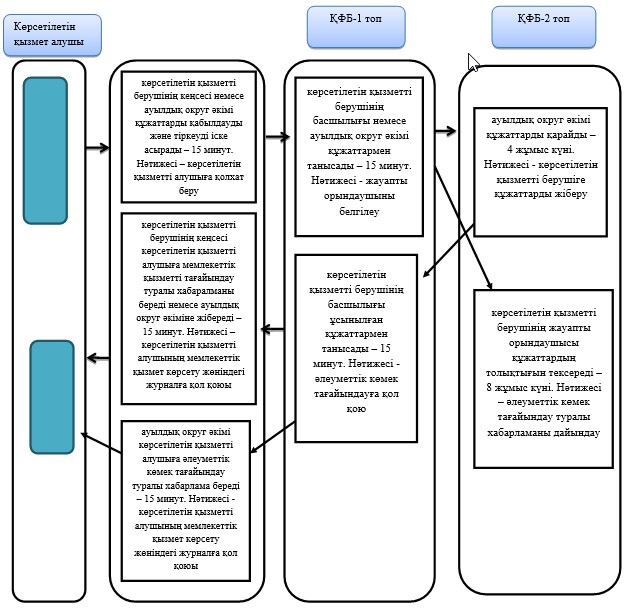 Көрсетілетін
қызмет алушы
ҚФБ-1 топ
ҚФБ-2 топ
көрсетілетін қызметті
берушінің кеңсесі немесе
ауылдық округ әкімі
құжаттарды қабылдауды
және тіркеуді іске
асырады – 15 минут.
Нәтижесі – көрсетілетін
қызметті алушыға қолхат
беру
көрсетілетін қызметті
берушінің кеңсесі
көрсетілетін қызметті
алушыға мемлекеттік
қызметті тағайындау
туралы хабаралманы
береді немесе ауылдық
округ әкіміне жібереді –
15 минут. Нәтижесі –
көрсетілетін қызметті
алушының мемлекеттік
қызмет көрсету жөніндегі
журналға қол қоюы
ауылдық округ әкімі
көрсетілетін қызметті
алушыға әлеуметтік
көмек тағайындау
туралы хабарлама береді
– 15 минут. Нәтижесі -
көрсетілетін қызметті
алушының мемлекеттік
қызмет көрсету
жөніндегі журналға қол
қоюы
көрсетілетін қызметті
берушінің
басшылығы немесе
ауылдық округ әкімі
құжаттармен
танысады – 15 минут.
Нәтижесі - жауапты
орындаушыны
белгілеу
көрсетілетін
қызметті берушінің
басшылығы
ұсынылған
құжаттармен
танысады – 15
минут. Нәтижесі -
әлеуметтік көмек
тағайындауға қол
қою
ауылдық округ әкімі
құжаттарды қарайды –
4 жұмыс күні.
Нәтижесі - көрсетілетін
қызметті берушіге
құжаттарды жіберу
көрсетілетін қызметті
берушінің жауапты
орындаушысы
құжаттардың
толықтығын тексереді –
8 жұмыс күні. Нәтижесі
– әлеуметтік көмек
тағайындау туралы
хабарламаны дайындау